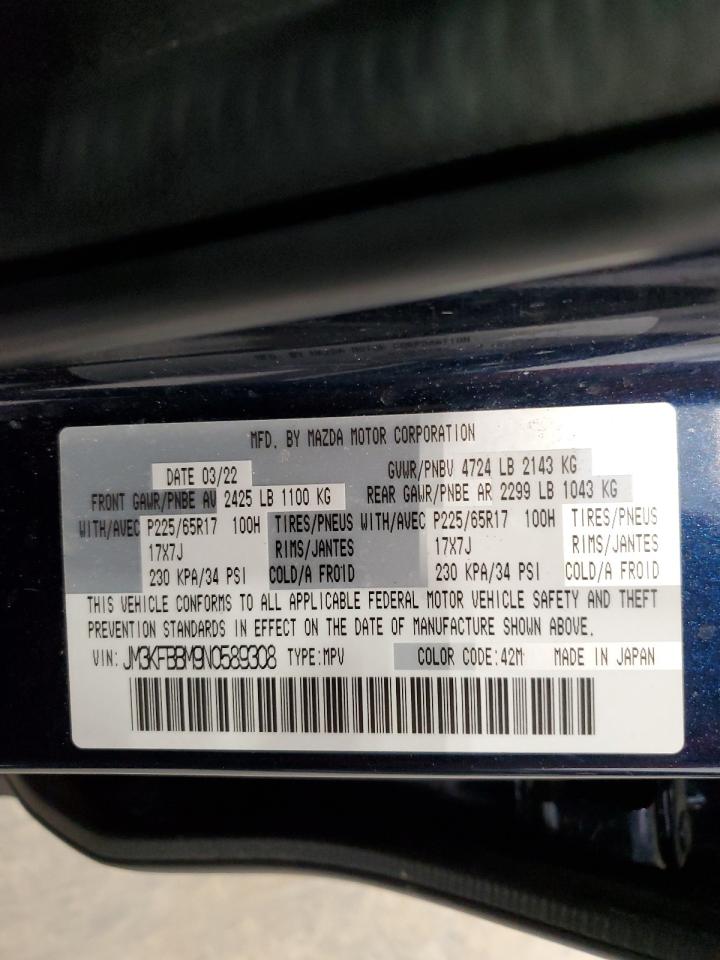 MFD. BY MAZDA MOTOR CORPORATION
DATE 03/22 GVWR/PNBV 4724 LB 2143 KG
FRONT GAWR/PNBE AV 2425 LB 1100 KG REAR GAWR/PNBE AR 2299 LB 1043 KG
WITH/AVEC P225/65R17 100H TIRES/PNEUS WITH/AVEC P225/65R17 100H TIRES/PNEUS
17X7J RIMS/JANTES 17X7J RIMS/JANTES
230 KPA/34 PSI COLD/A FROID 230 KPA/34 PSI COLD/A FROID
THIS VEHICLE CONFORMS TO ALL APPLICABLE FEDERAL MOTOR VEHICLE SAFETY AND THEFT
PREVENTION STANDARDS IN EFFECT ON THE DATE OF MANUFACTURE SHOWN ABOVE.
VIN: JM3KFBBM9N0589308 TYPE:MPV COLOR CODE:42M MADE IN JAPAN